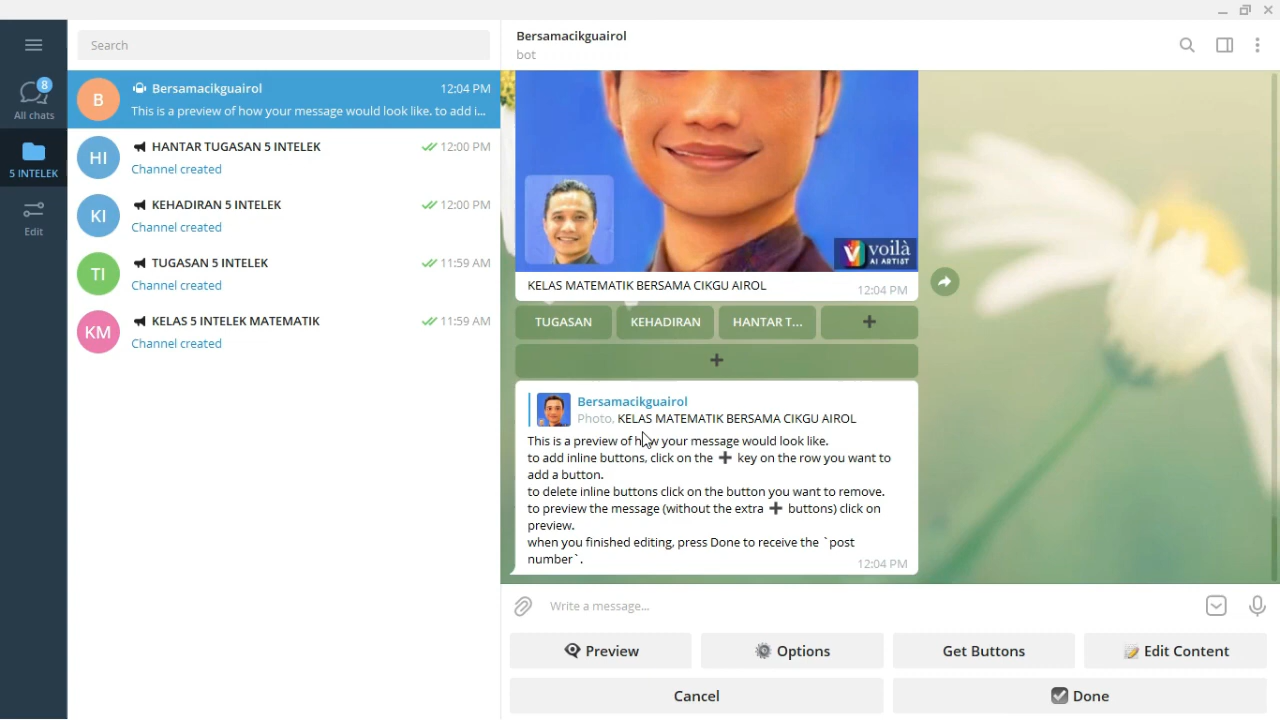 Search
Bersamacikguairol
bot
8
All chats
5 INTELEK
Edit
B
Bersamacikguairol
12:04 PM
This is a preview of how your message would look like. to add i...
HI
HANTAR TUGASAN 5 INTELEK
12:00 PM
Channel created
KI
KEHADIRAN 5 INTELEK
12:00 PM
Channel created
TI
TUGASAN 5 INTELEK
11:59 AM
Channel created
KM
KELAS 5 INTELEK MATEMATIK
11:59 AM
Channel created
voilà
AI ARTIST
KELAS MATEMATIK BERSAMA CIKGU AIROL
12:04 PM
TUGASAN
KEHADIRAN
HANTAR T...
Bersamacikguairol
Photo, KELAS MATEMATIK BERSAMA CIKGU AIROL
This is a preview of how your message would look like.
to add inline buttons, click on the ➕ key on the row you want to
add a button.
to delete inline buttons click on the button you want to remove.
to preview the message (without the extra ➕ buttons) click on
preview.
when you finished editing, press Done to receive the `post
number`.
12:04 PM
Write a message...
Preview
Options
Get Buttons
Edit Content
Cancel
Done